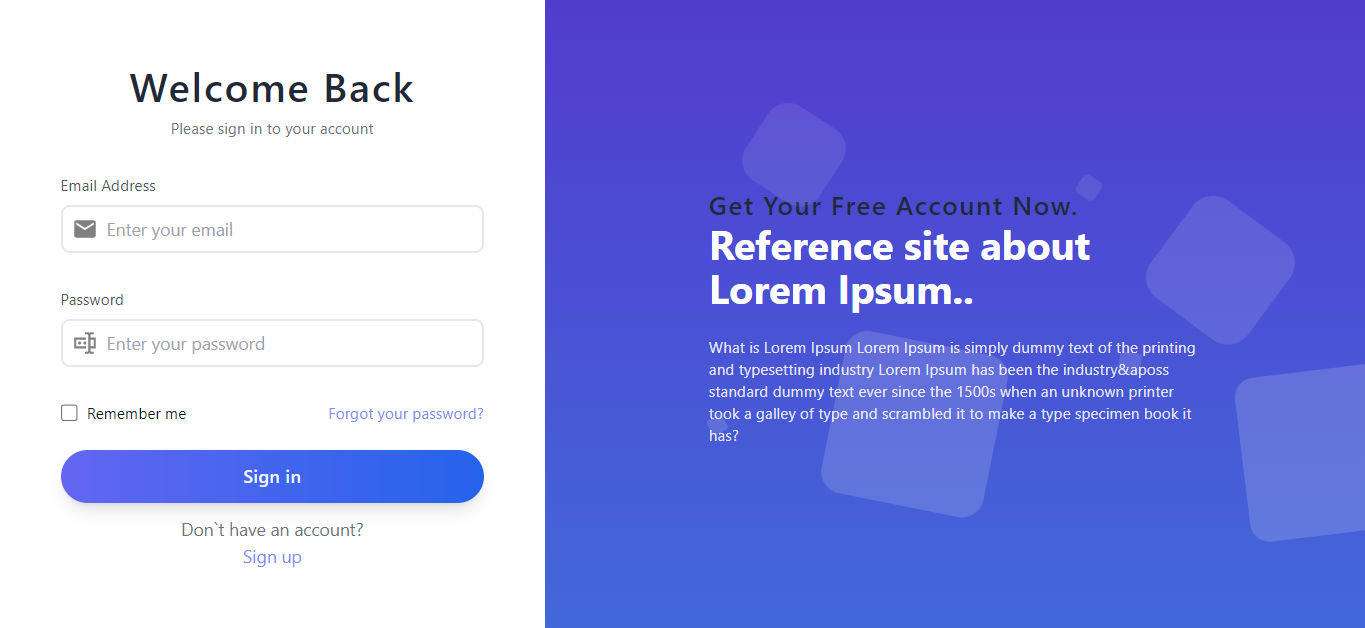 Welcome Back
Please sign in to your account
Email Address
Enter your email
Password
Enter your password
Remember me
Forgot your password?
Sign in
Don`t have an account?
Sign up
Get Your Free Account Now.
Reference site about
Lorem Ipsum..
What is Lorem Ipsum Lorem Ipsum is simply dummy text of the printing
and typesetting industry Lorem Ipsum has been the industry&aposs
standard dummy text ever since the 1500s when an unknown printer
took a galley of type and scrambled it to make a type specimen book it
has?